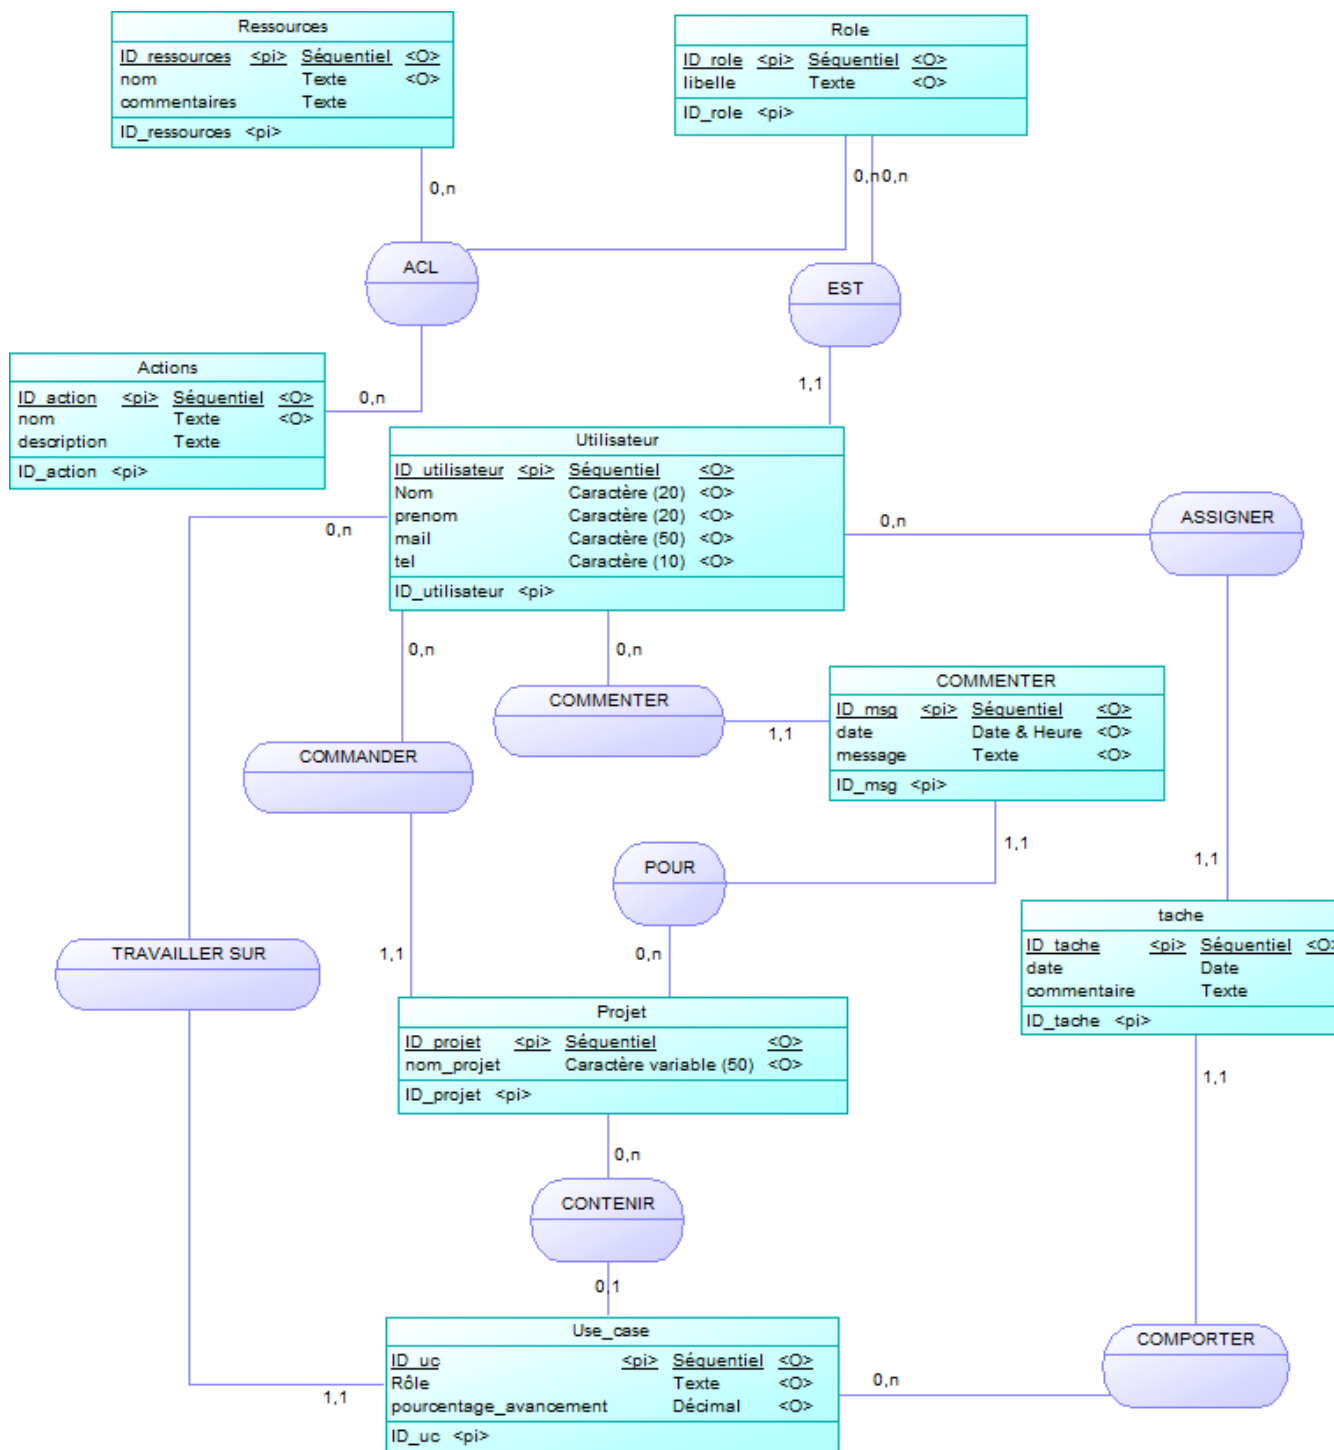 Ressources
ID_ressources <pi> Séquentiel <O>
nom Texte <O>
commentaires Texte
ID_ressources <pi>
Role
ID_role <pi> Séquentiel <O>
libelle Texte <O>
ID_role <pi>
0,n
0,n
0,n
ACL
EST
1,1
Actions
ID_action <pi> Séquentiel <O>
nom Texte <O>
description Texte
ID_action <pi>
0,n
Utilisateur
ID_utilisateur <pi> Séquentiel <O>
Nom Caractère (20) <O>
prenom Caractère (20) <O>
mail Caractère (50) <O>
tel Caractère (10) <O>
ID_utilisateur <pi>
0,n
0,n
ASSIGNER
0,n
0,n
COMMENTER
COMMENTER
ID_msg <pi> Séquentiel <O>
date Date & Heure <O>
message Texte <O>
ID_msg <pi>
1,1
COMMANDER
1,1
1,1
POUR
tache
ID_tache <pi> Séquentiel <O>
date Date
commentaire Texte
ID_tache <pi>
TRAVAILLER SUR
1,1
0,n
Projet
ID_projet <pi> Séquentiel <O>
nom_projet Caractère variable (50) <O>
ID_projet <pi>
1,1
0,n
CONTENIR
0,1
Use_case
ID_uc <pi> Séquentiel <O>
Rôle Texte <O>
pourcentage_avancement Décimal <O>
ID_uc <pi>
1,1
0,n
COMPORTER